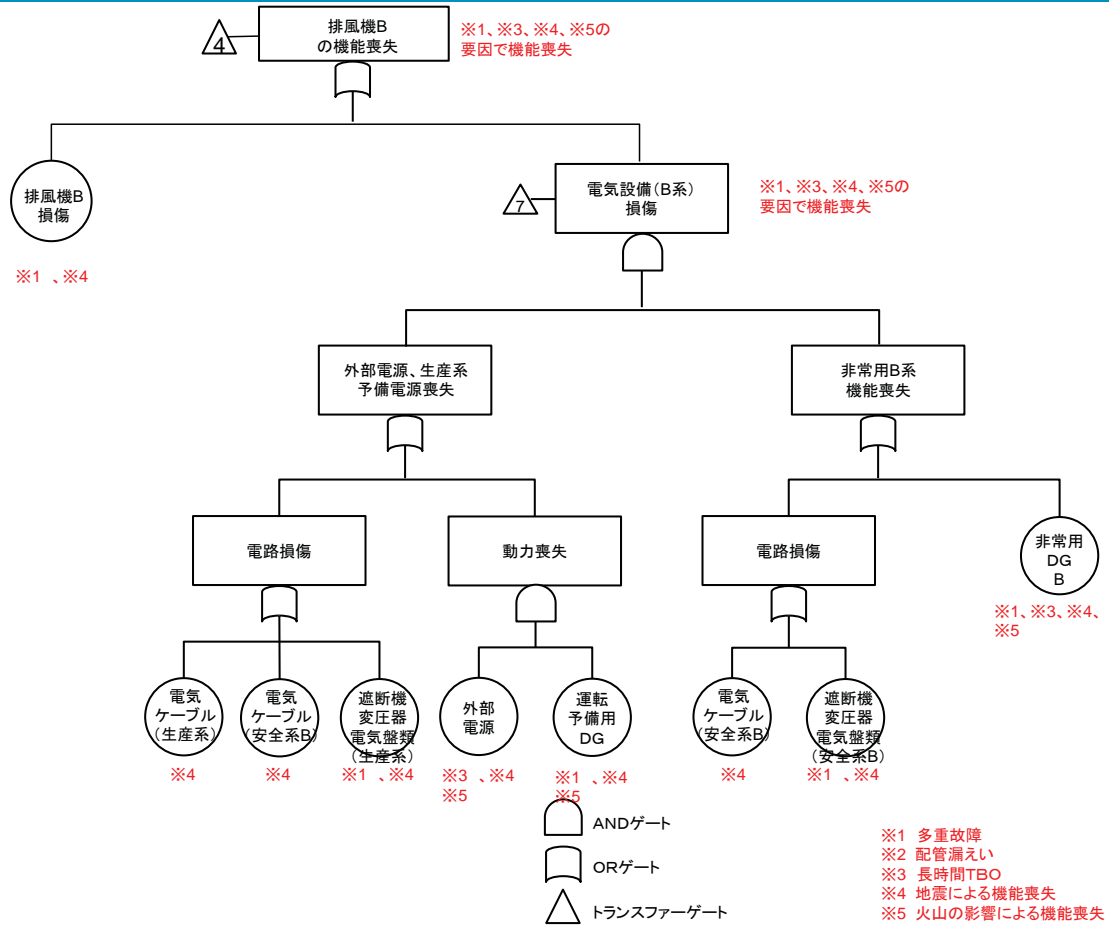 4
排風機B
の機能喪失
※1、※3、※4、※5の
要因で機能喪失
排風機B
損傷
※1 、※4
7
電気設備(B系)
損傷
※1、※3、※4、※5の
要因で機能喪失
外部電源、生産系
予備電源喪失
非常用B系
機能喪失
電路損傷
動力喪失
電路損傷
非常用
DG
B
※1、※3、※4、
※5
電気
ケーブル
(生産系)
※4
電気
ケーブル
(安全系B)
※4
遮断機
変圧器
電気盤類
(生産系)
※1 、※4
外部
電源
※3 、※4
※5
運転
予備用
DG
※1 、※4
※5
電気
ケーブル
(安全系B)
※4
遮断機
変圧器
電気盤類
(安全系B)
※1 、※4
ANDゲート
ORゲート
トランスファーゲート
※1 多重故障
※2 配管漏えい
※3 長時間TBO
※4 地震による機能喪失
※5 火山の影響による機能喪失